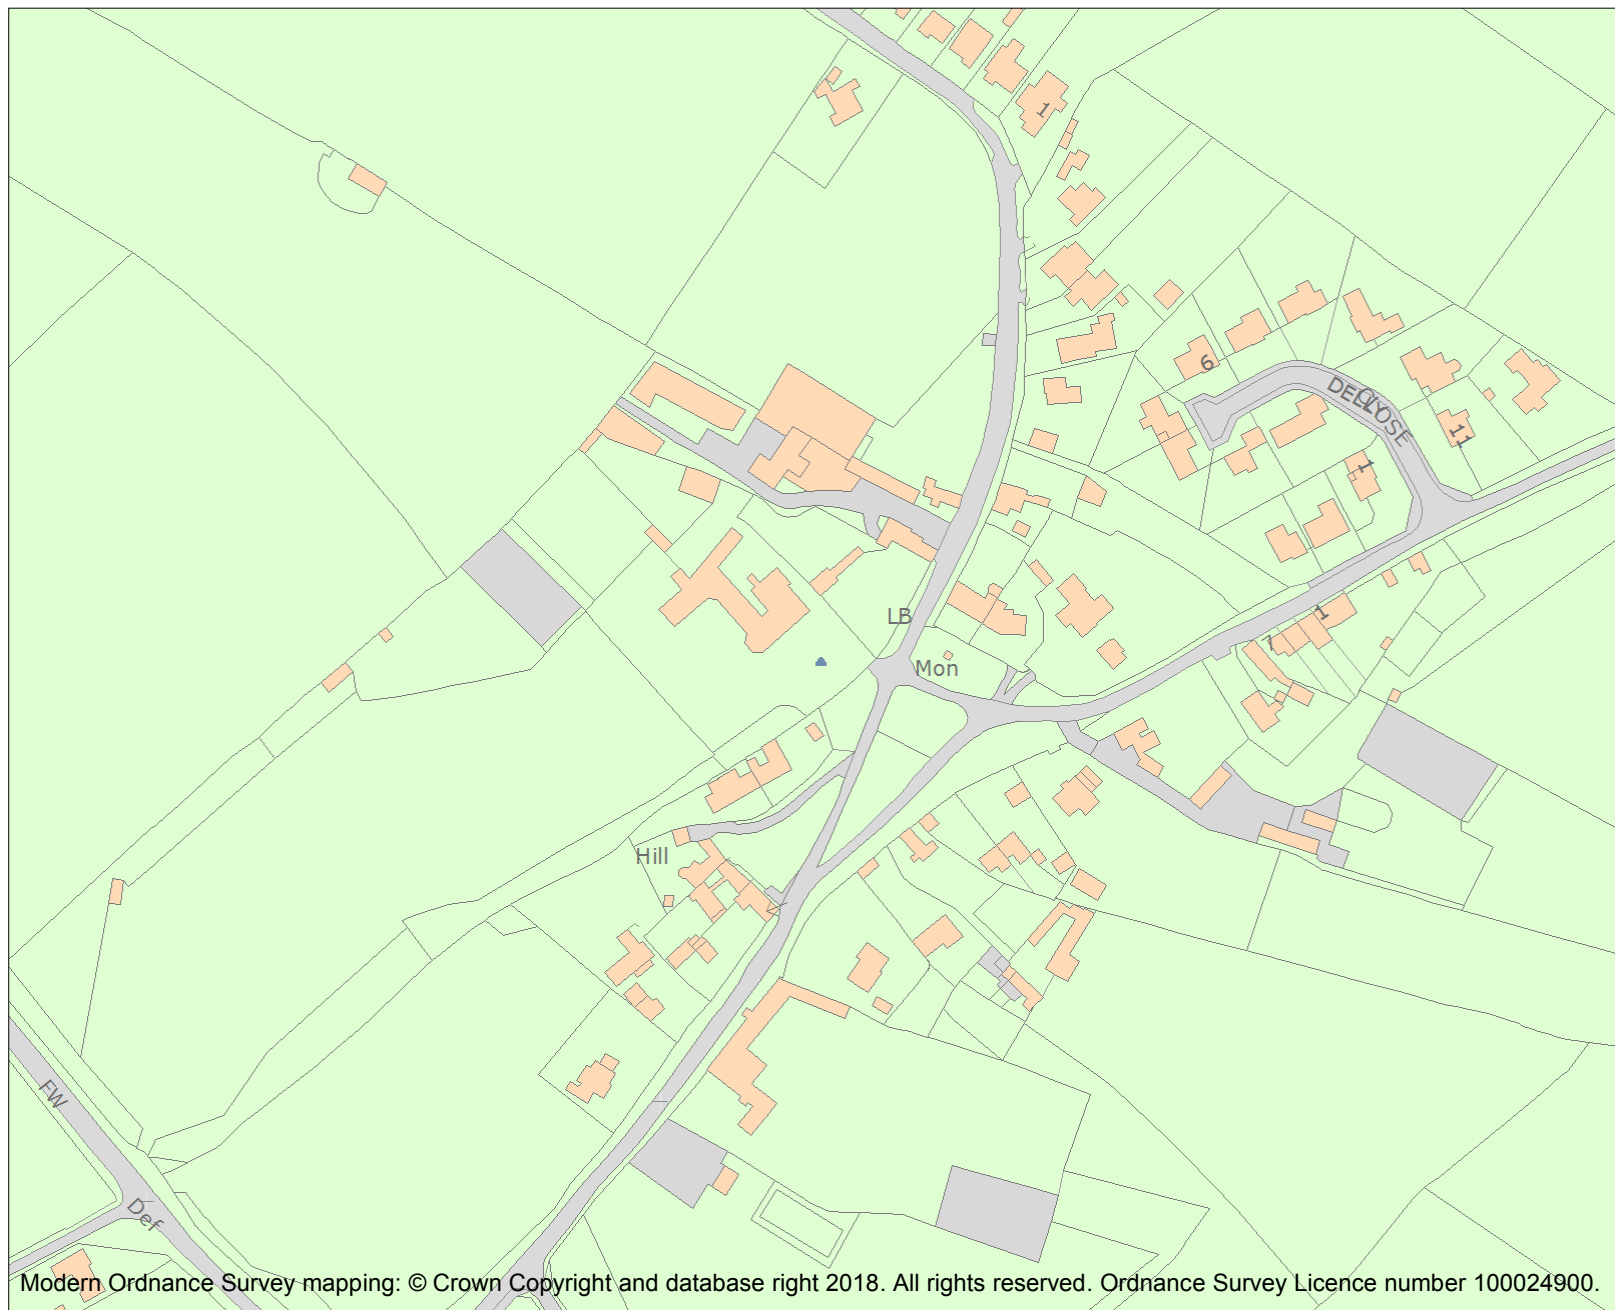 1
6
DELL
CLOSE
11
1
LB
1
7
Mon
Hill
FW
Def
Modern Ordnance Survey mapping: © Crown Copyright and database right 2018. All rights reserved. Ordnance Survey Licence number 100024900.